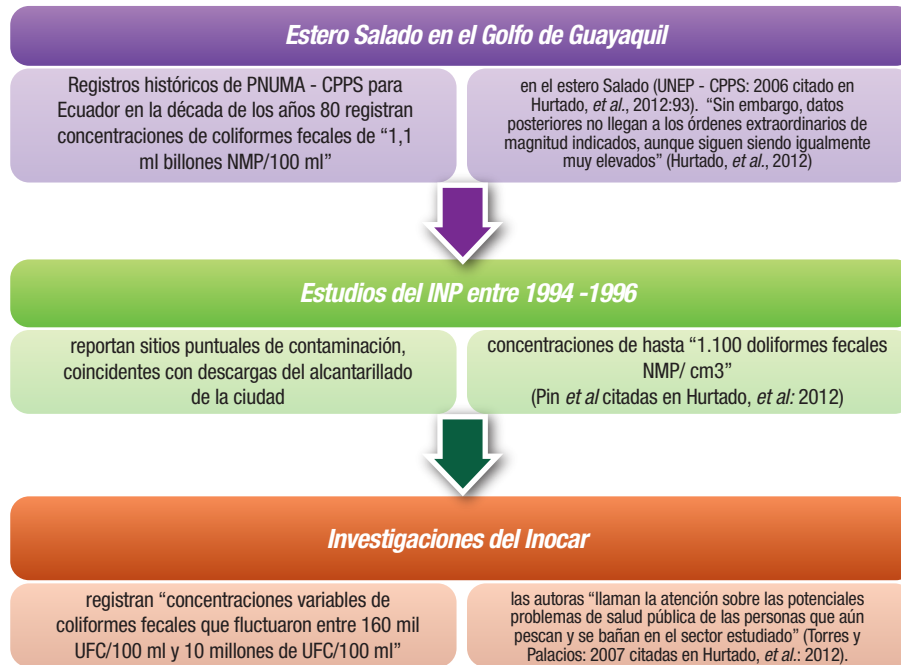 Estero Salado en el Golfo de Guayaquil
Registros históricos de PNUMA - CPPS para
Ecuador en la década de los años 80 registran
concentraciones de coliformes fecales de “1,1
ml billones NMP/100 ml”
en el estero Salado (UNEP - CPPS: 2006 citado en
Hurtado, et al., 2012:93). “Sin embargo, datos
posteriores no llegan a los órdenes extraordinarios de
magnitud indicados, aunque siguen siendo igualmente
muy elevados” (Hurtado, et al., 2012)
Estudios del INP entre 1994 -1996
reportan sitios puntuales de contaminación,
coincidentes con descargas del alcantarillado
de la ciudad
concentraciones de hasta “1.100 doliformes fecales
NMP/ cm3”
(Pin et al citadas en Hurtado, et al: 2012)
Investigaciones del Inocar
registran “concentraciones variables de
coliformes fecales que fluctuaron entre 160 mil
UFC/100 ml y 10 millones de UFC/100 ml”
las autoras “llaman la atención sobre las potenciales
problemas de salud pública de las personas que aún
pescan y se bañan en el sector estudiado” (Torres y
Palacios: 2007 citadas en Hurtado, et al.: 2012).